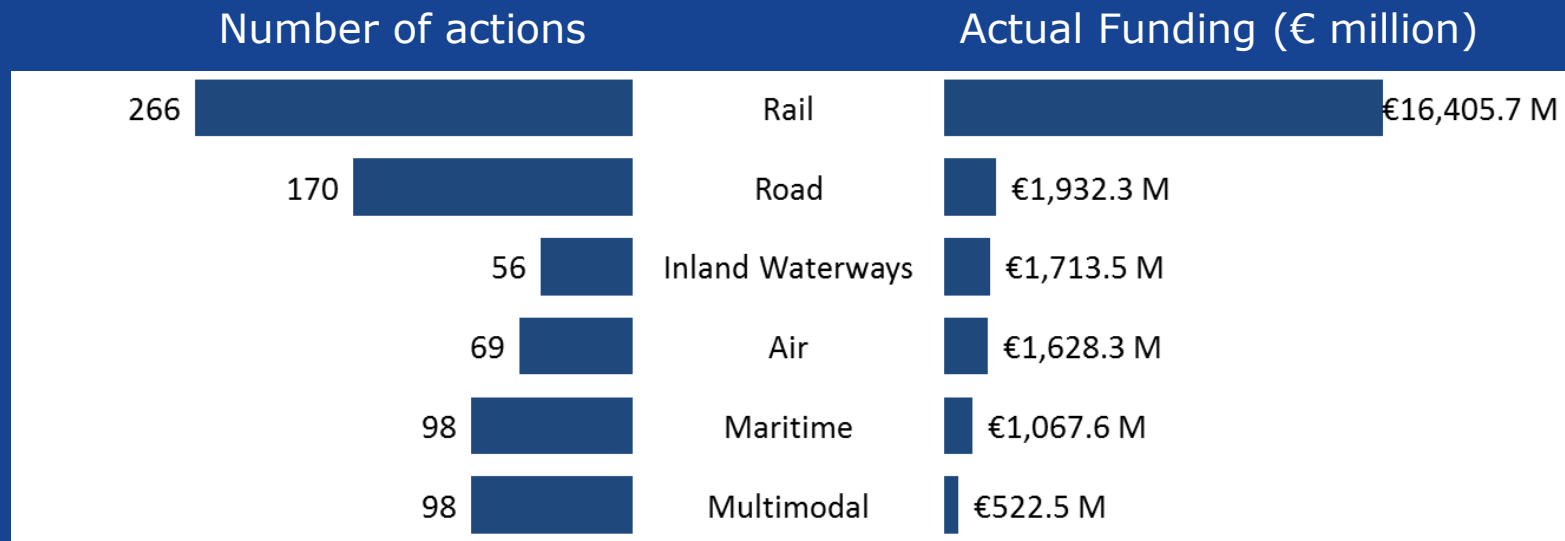 Number of actions Actual Funding (€ million)
266 Rail €16,405.7 M
170 Road €1,932.3 M
56 Inland Waterways €1,713.5 M
69 Air €1,628.3 M
98 Maritime €1,067.6 M
98 Multimodal €522.5 M